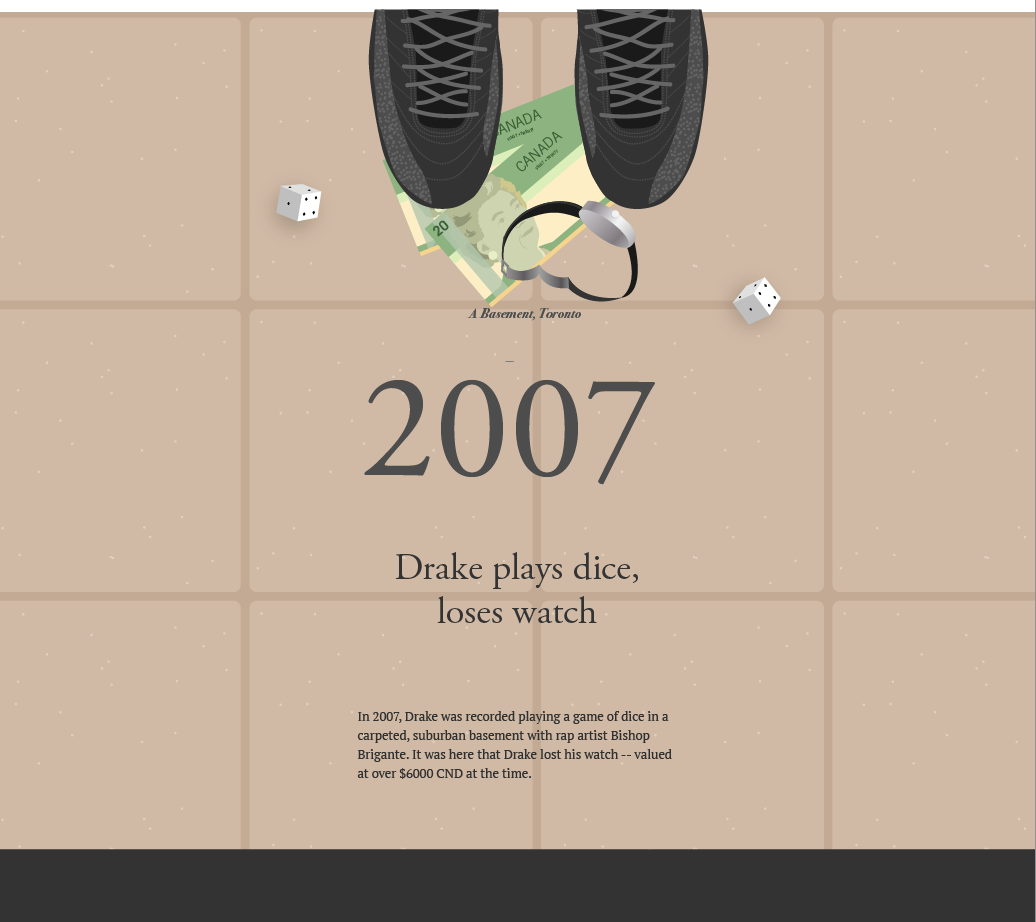 CANADA
CANADA
20
A Basement, Toronto
—
2007
Drake plays dice,
loses watch
In 2007, Drake was recorded playing a game of dice in a
carpeted, suburban basement with rap artist Bishop
Brigante. It was here that Drake lost his watch -- valued
at over $6000 CND at the time.